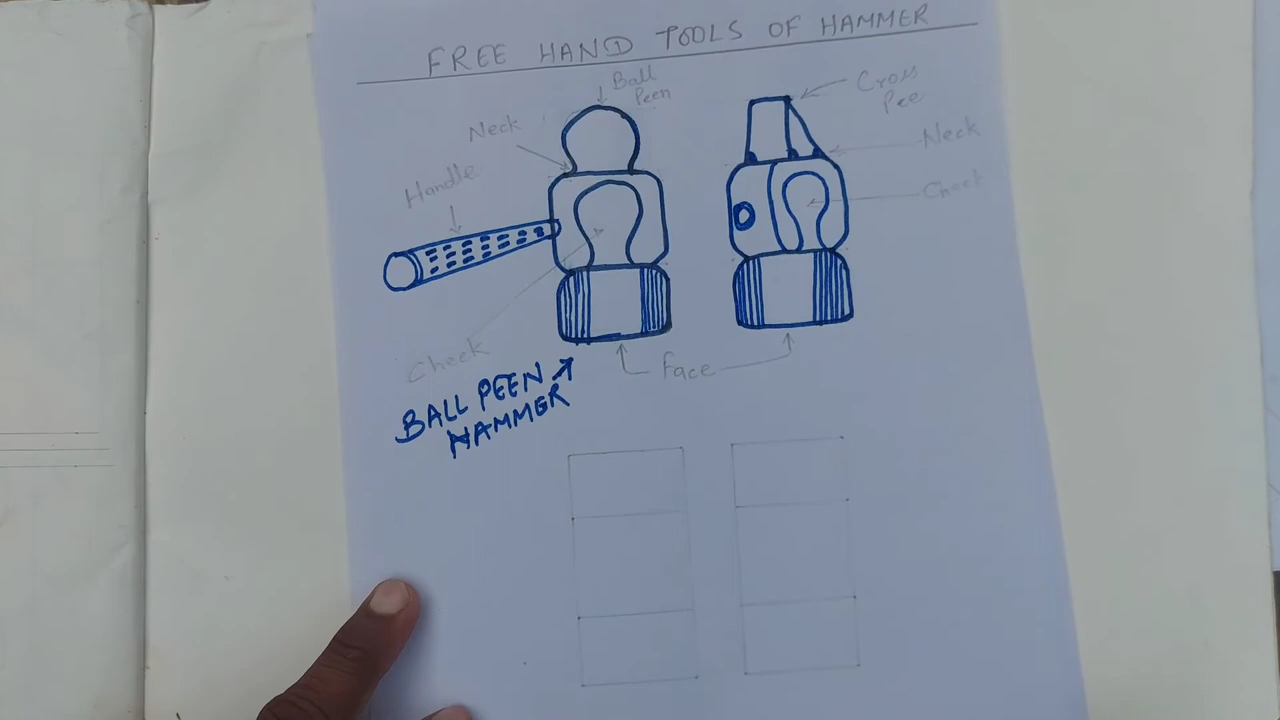 FREE HAND TOOLS OF HAMMER
Ball
Peen
Neck
Handle
Cross
Pee
Neck
Cheek
Cheek
Face
BALL PEEN
HAMMER